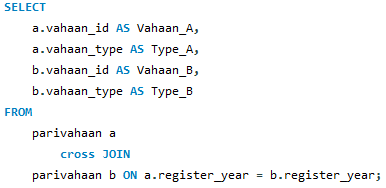 SELECT
a.vahaan_id AS Vahaan_A,
a.vahaan_type AS Type_A,
b.vahaan_id AS Vahaan_B,
b.vahaan_type AS Type_B
FROM
parivahaan a
cross JOIN
parivahaan b ON a.register_year = b.register_year;